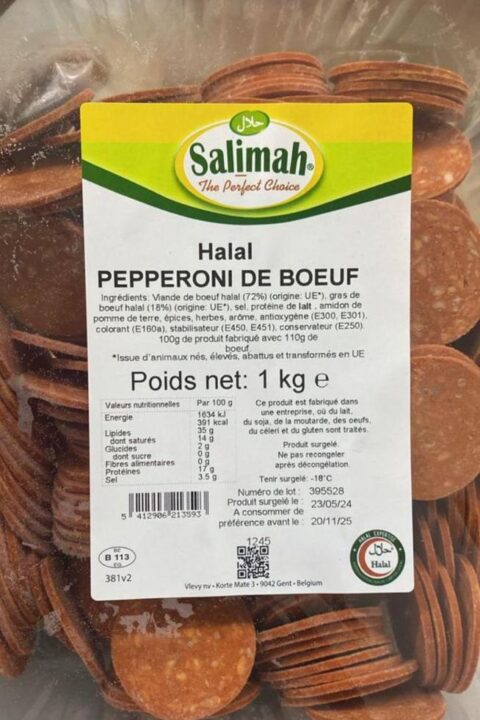 حلال
Salimah®
The Perfect Choice
Halal
PEPPERONI DE BOEUF
Ingrédients: Viande de boeuf halal (72%) (origine: UE*), gras de
boeuf halal (18%) (origine: UE*), sel, protéine de lait , amidon de
pomme de terre, épices, herbes, arôme, antioxygène (E300, E301),
colorant (E160a), stabilisateur (E450, E451), conservateur (E250).
100g de produit fabriqué avec 110g de
boeuf
*Issue d'animaux nés, élevés, abattus et transformés en UE
Poids net: 1 kg e
Valeurs nutritionnelles Par 100 g
Energie 1634 kJ
391 kcal
Lipides 35 g
dont saturés 14 g
Glucides 2 g
dont sucre 0 g
Fibres alimentaires 0 g
Protéines 17 g
Sel 3.5 g
Ce produit est fabriqué dans
une entreprise, où du lait,
du soja, de la moutarde, des oeufs,
du céleri et du gluten sont traités.
Produit surgelé.
Ne pas recongeler
après décongélation.
Tenir surgelé: -18°C
Numéro de lot : 395528
Produit surgelé le : 23/05/24
A consommer de
préférence avant le : 20/11/25
5 412906 213593
BE
B 113
EG
381v2
1245
HALAL EXPERTISE
حلال
Halal
Vlevy nv • Korte Mate 3 • 9042 Gent • Belgium